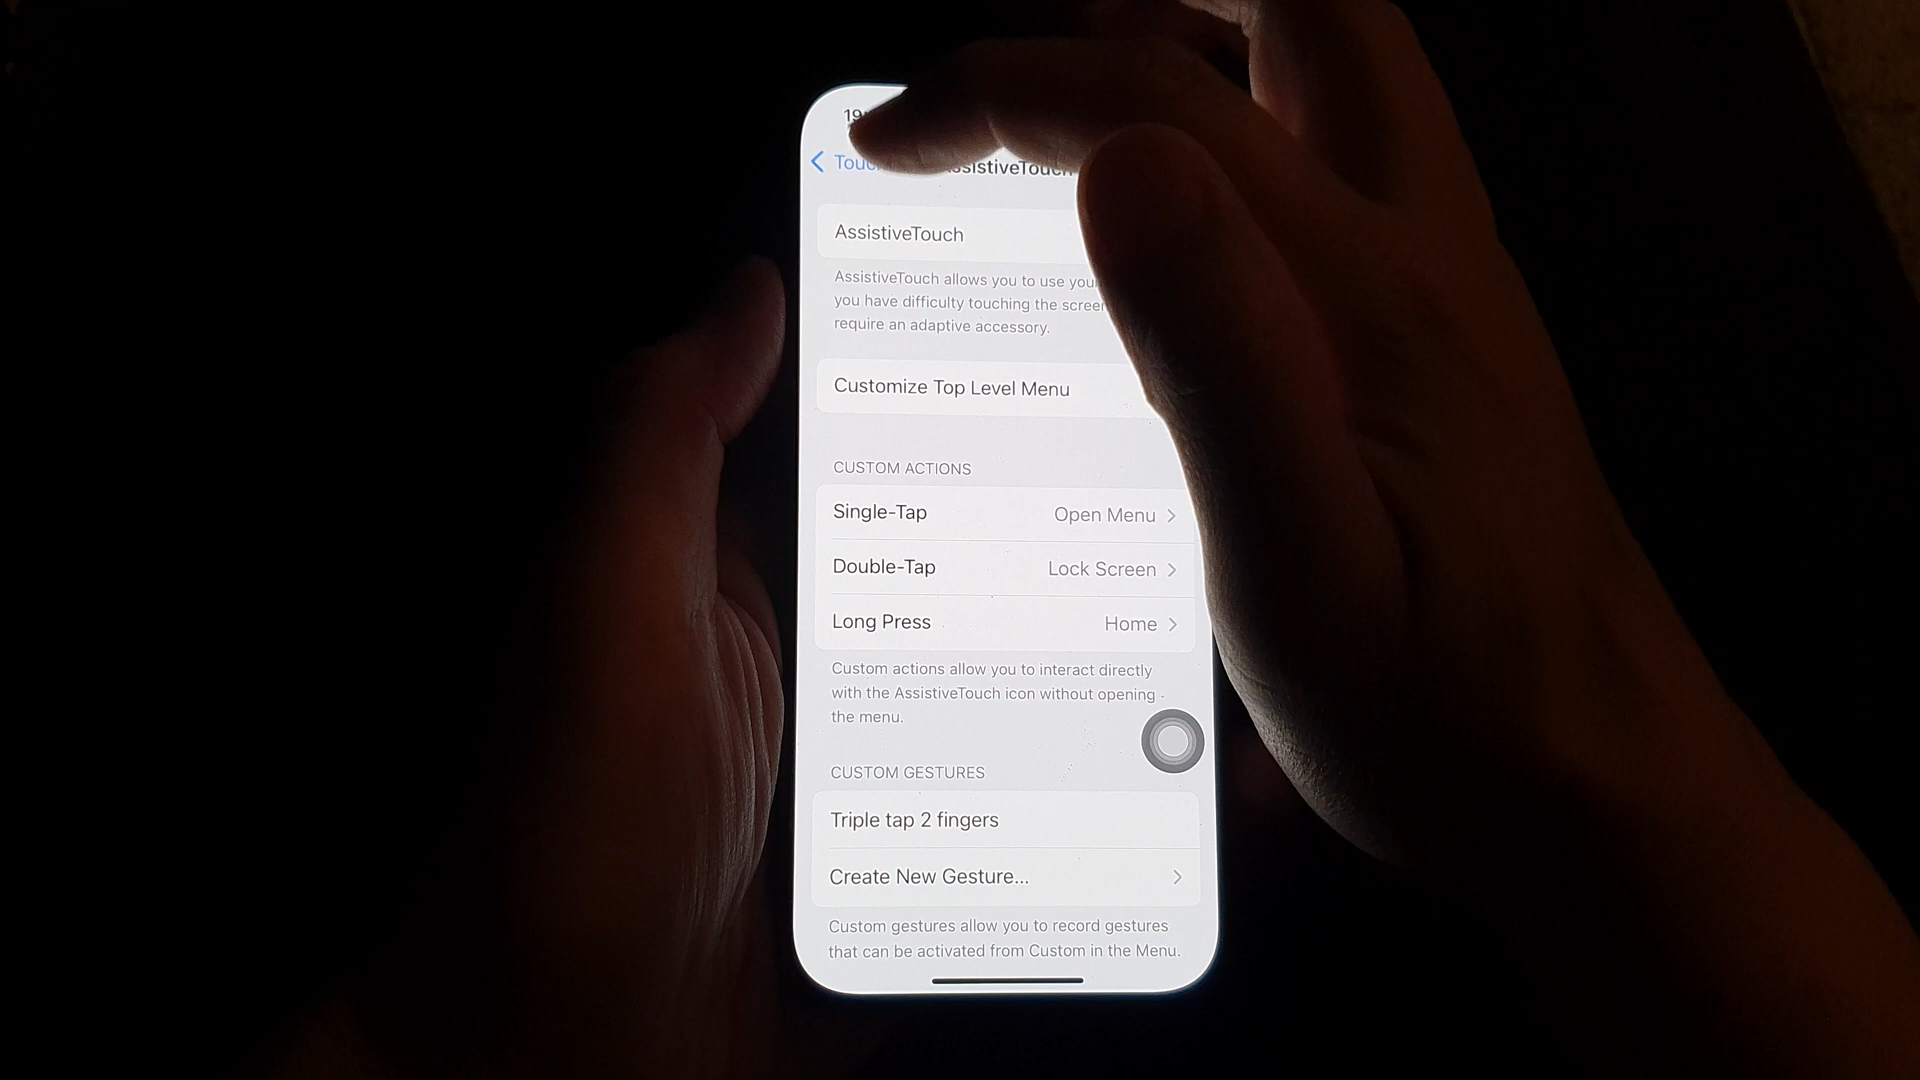 AssistiveTouch
AssistiveTouch allows you to use
you have difficulty touching the
require an adaptive accessory.
Customize Top Level Menu
CUSTOM ACTIONS
Single-Tap Open Menu
Double-Tap Lock Screen
Long Press Home
Custom actions allow you to interact directly
with the AssistiveTouch icon without opening
the menu.
CUSTOM GESTURES
Triple tap 2 fingers
Create New Gesture...
Custom gestures allow you to record gestures
that can be activated from Custom in the Menu.